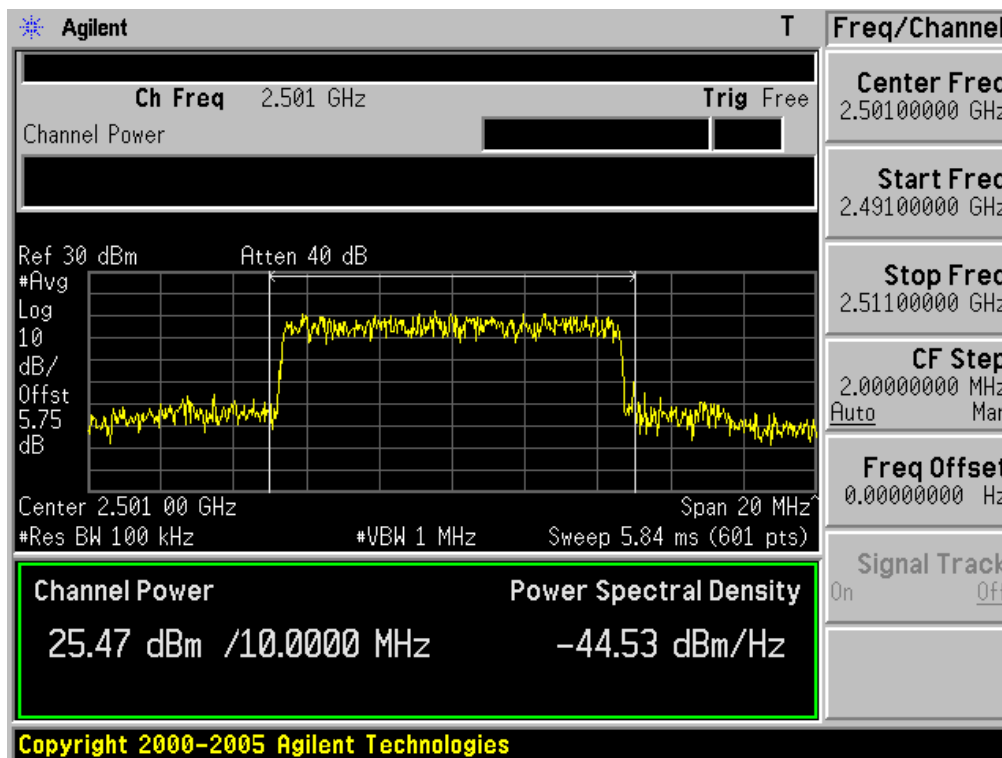 Agilent T
Ch Freq 2.501 GHz Trig Free
Channel Power
Ref 30 dBm Atten 40 dB
#Avg
Log
10
dB/
Offst
5.75
dB
Center 2.501 00 GHz Span 20 MHz^
#Res BW 100 kHz #VBW 1 MHz Sweep 5.84 ms (601 pts)
Channel Power Power Spectral Density
25.47 dBm /10.0000 MHz -44.53 dBm/Hz
Copyright 2000-2005 Agilent Technologies
Freq/Channel
Center Freq
2.50100000 GHz
Start Freq
2.49100000 GHz
Stop Freq
2.51100000 GHz
CF Step
2.00000000 MHz
Auto Man
Freq Offset
0.00000000 Hz
Signal Track
On Off